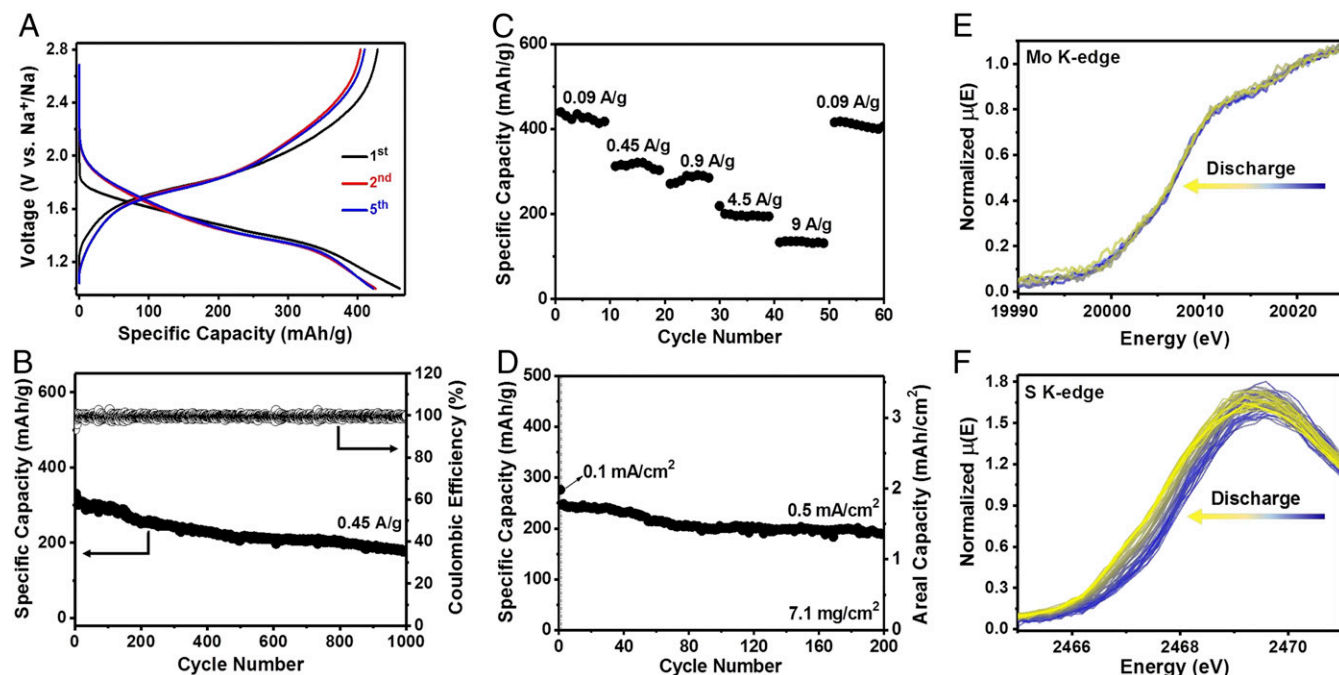 A
2.8
2.4
2.0
1.6
1.2
Voltage (V vs. Na⁺/Na)
1ˢᵗ
2ⁿᵈ
5ᵗʰ
0 100 200 300 400
Specific Capacity (mAh/g)
B
600
500
400
300
200
100
0
Specific Capacity (mAh/g)
0.45 A/g
120
100
80
60
40
20
0
Coulombic Efficiency (%)
0 200 400 600 800 1000
Cycle Number
C
600
400
200
0
Specific Capacity (mAh/g)
0.09 A/g
0.45 A/g
0.9 A/g
4.5 A/g
9 A/g
0.09 A/g
0 10 20 30 40 50 60
Cycle Number
D
500
400
300
200
100
0
Specific Capacity (mAh/g)
0.1 mA/cm²
0.5 mA/cm²
7.1 mg/cm²
3
2
1
0
Areal Capacity (mAh/cm²)
0 40 80 120 160 200
Cycle Number
E
Mo K-edge
1.0
0.8
0.6
0.4
0.2
0.0
Normalized µ(E)
Discharge
19990 20000 20010 20020
Energy (eV)
F
S K-edge
1.8
1.5
1.2
0.9
0.6
0.3
0.0
Normalized µ(E)
Discharge
2466 2468 2470
Energy (eV)